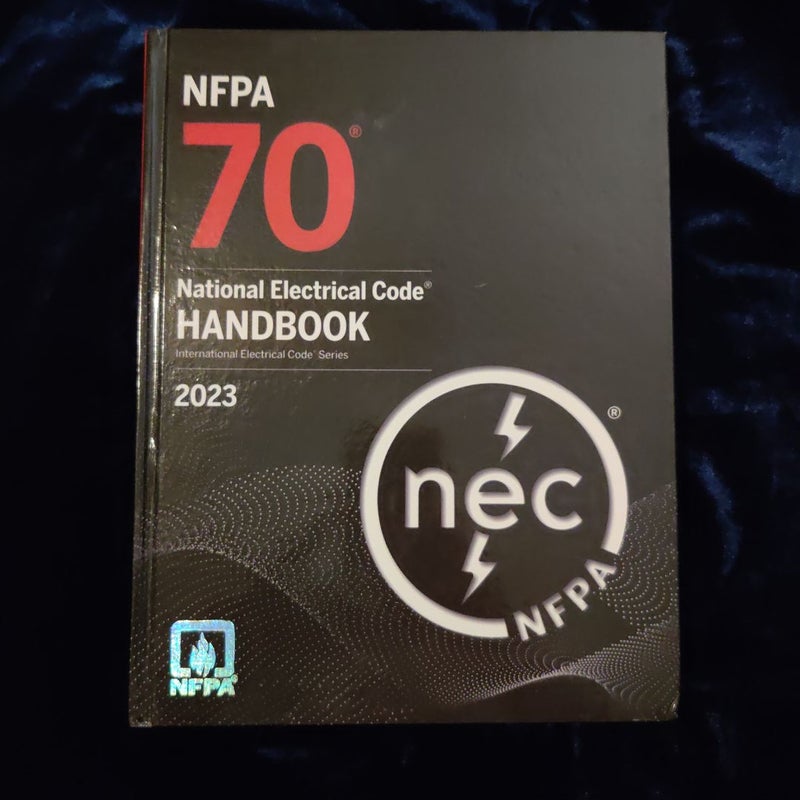 NFPA
70®
National Electrical Code®
HANDBOOK
International Electrical Code® Series
2023
nec®
NFPA
NFPA®